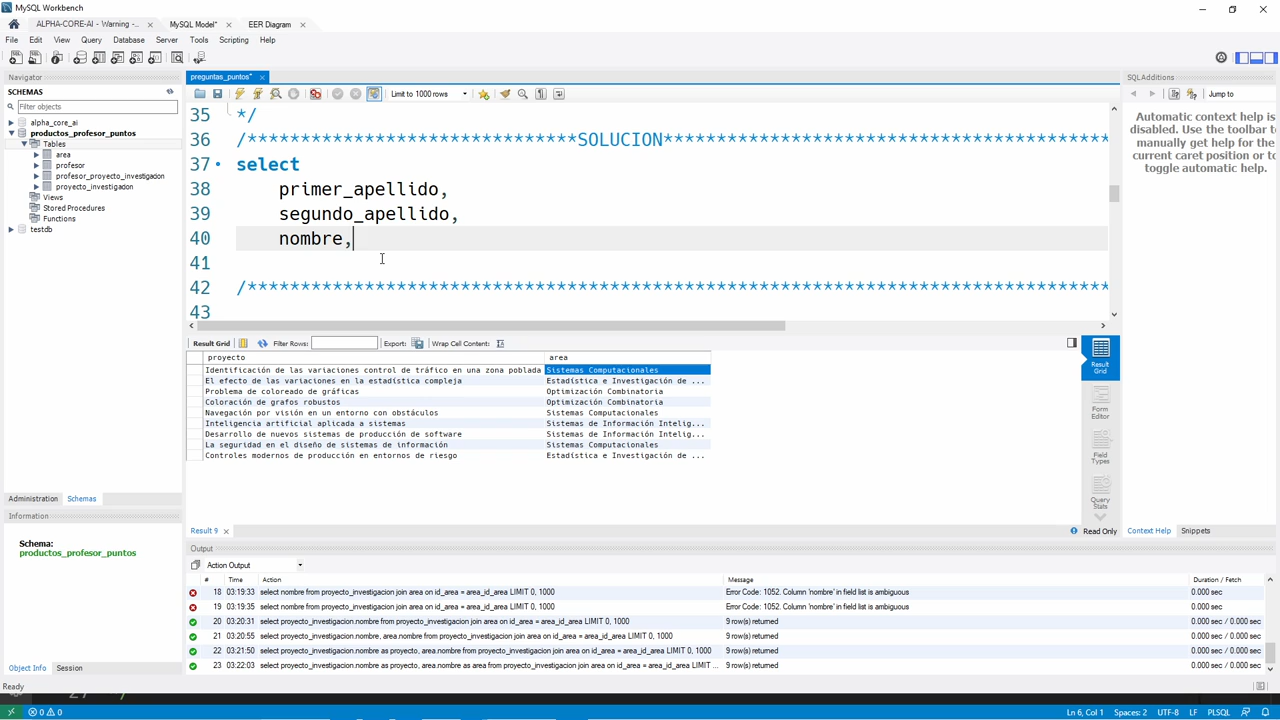 MySQL Workbench
ALPHA-CORE-AI - Warning -...
MySQL Model*
EER Diagram
File Edit View Query Database Server Tools Scripting Help
Navigator
preguntas_puntos*
SQLAdditions
SCHEMAS
Limit to 1000 rows
Jump to
Filter objects
alpha_core_ai
productos_profesor_puntos
Tables
area
profesor
profesor_proyecto_investigacion
proyecto_investigadon
Views
Stored Procedures
Functions
testdb
35 */
36 /*******************************SOLUCION******************************************
37 select
38 primer_apellido,
39 segundo_apellido,
40 nombre,
41
42 /*********************************************************************************
43
Automatic context help is
disabled. Use the toolbar to
manually get help for the
current caret position or to
toggle automatic help.
Result Grid Filter Rows: Export: Wrap Cell Content:
proyecto area
Identificación de las variaciones control de tráfico en una zona poblada Sistemas Computacionales
El efecto de las variaciones en la estadística compleja Estadística e Investigación de ...
Problema de coloreado de gráficas Optimización Combinatoria
Coloración de grafos robustos Optimización Combinatoria
Navegación por visión en un entorno con obstáculos Sistemas Computacionales
Inteligencia artificial aplicada a sistemas Sistemas de Información Intelig...
Desarrollo de nuevos sistemas de producción de software Sistemas de Información Intelig...
La seguridad en el diseño de sistemas de información Sistemas Computacionales
Controles modernos de producción en entornos de riesgo Estadística e Investigación de ...
Result
Grid
Form
Editor
Field
Types
Query
Stats
Administration Schemas
Information
Schema:
productos_profesor_puntos
Result 9
Read Only
Context Help Snippets
Output
Action Output
# Time Action Message Duration / Fetch
18 03:19:33 select nombre from proyecto_investigacion join area on id_area = area_id_area LIMIT 0, 1000 Error Code: 1052. Column 'nombre' in field list is ambiguous 0.000 sec
19 03:19:35 select nombre from proyecto_investigacion join area on id_area = area_id_area LIMIT 0, 1000 Error Code: 1052. Column 'nombre' in field list is ambiguous 0.000 sec
20 03:20:31 select proyecto_investigacion.nombre from proyecto_investigacion join area on id_area = area_id_area LIMIT 0, 1000 9 row(s) returned 0.000 sec / 0.000 sec
21 03:20:55 select proyecto_investigacion.nombre, area.nombre from proyecto_investigacion join area on id_area = area_id_area LIMIT 0, 1000 9 row(s) returned 0.000 sec / 0.000 sec
22 03:21:50 select proyecto_investigacion.nombre as proyecto, area.nombre from proyecto_investigacion join area on id_area = area_id_area LIMIT 0, 1000 9 row(s) returned 0.000 sec / 0.000 sec
23 03:22:03 select proyecto_investigacion.nombre as proyecto, area.nombre as area from proyecto_investigacion join area on id_area = area_id_area LIMIT ... 9 row(s) returned 0.000 sec / 0.000 sec
Object Info Session
Ready
0 0
Ln 6, Col 1 Spaces: 2 UTF-8 LF PLSQL